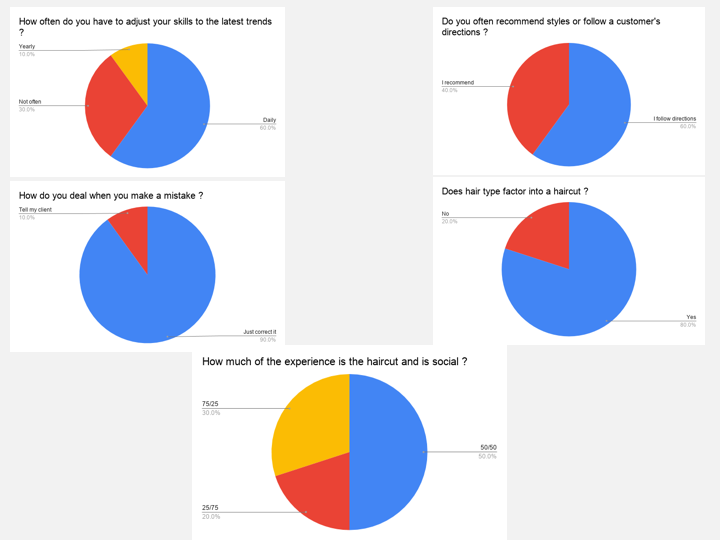 How often do you have to adjust your skills to the latest trends
?
Yearly
10.0%
Not often
30.0%
Daily
60.0%
Do you often recommend styles or follow a customer's
directions ?
I recommend
40.0%
I follow directions
60.0%
How do you deal when you make a mistake ?
Tell my client
10.0%
Just correct it
90.0%
Does hair type factor into a haircut ?
No
20.0%
Yes
80.0%
How much of the experience is the haircut and is social ?
75/25
30.0%
50/50
50.0%
25/75
20.0%